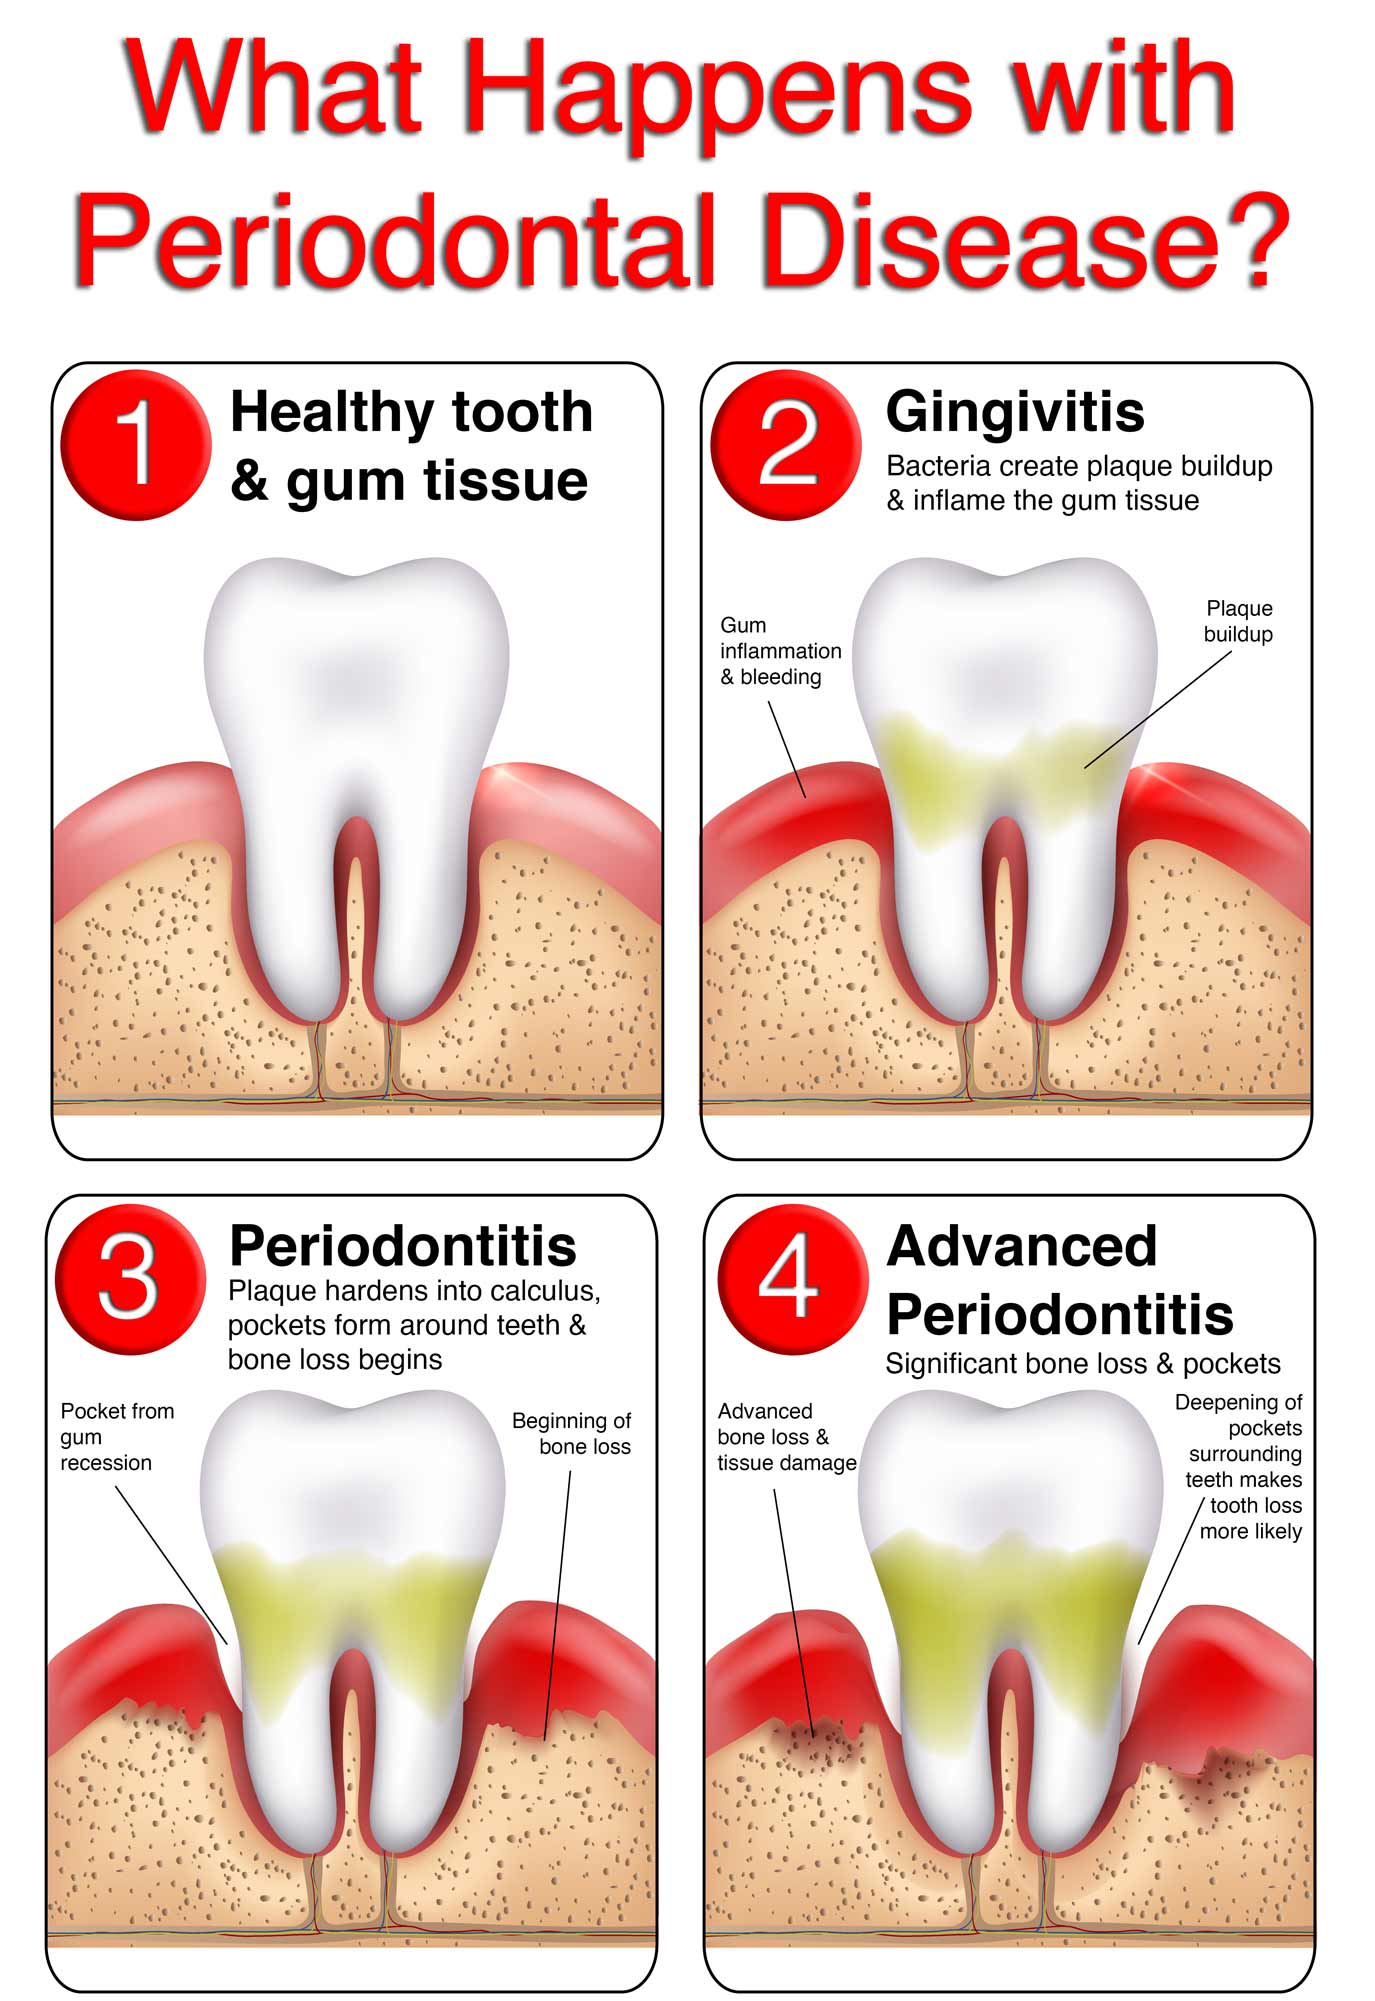 What Happens with
Periodontal Disease?
1
Healthy tooth
& gum tissue
2
Gingivitis
Bacteria create plaque buildup
& inflame the gum tissue
Gum
inflammation
& bleeding
Plaque
buildup
3
Periodontitis
Plaque hardens into calculus,
pockets form around teeth &
bone loss begins
Pocket from
gum
recession
Beginning of
bone loss
4
Advanced
Periodontitis
Significant bone loss & pockets
Advanced
bone loss &
tissue damage
Deepening of
pockets
surrounding
teeth makes
tooth loss
more likely